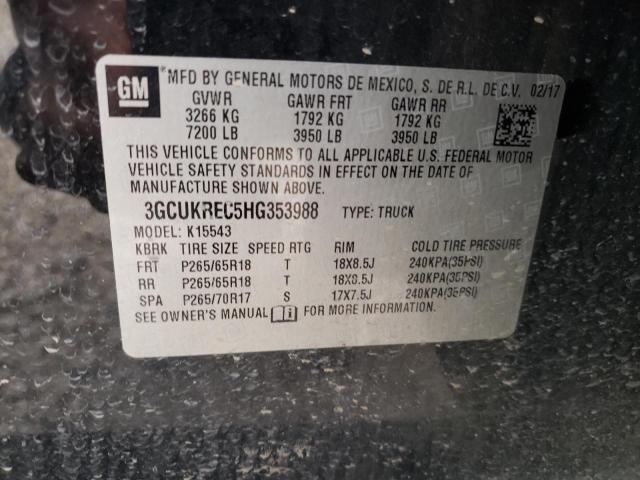 GM
*MFD BY GENERAL MOTORS DE MEXICO, S. DE R.L. DE C.V. 02/17
GVWR GAWR FRT GAWR RR
3266 KG 1792 KG 1792 KG
7200 LB 3950 LB 3950 LB
THIS VEHICLE CONFORMS TO ALL APPLICABLE U.S. FEDERAL MOTOR
VEHICLE SAFETY STANDARDS IN EFFECT ON THE DATE OF
MANUFACTURE SHOWN ABOVE.
3GCUKREC5HG353988 TYPE: TRUCK
MODEL: K15543
KBRK TIRE SIZE SPEED RTG RIM COLD TIRE PRESSURE
FRT P265/65R18 T 18X8.5J 240KPA(35PSI)
RR P265/65R18 T 18X8.5J 240KPA(35PSI)
SPA P265/70R17 S 17X7.5J 240KPA(35PSI)
SEE OWNER'S MANUAL FOR MORE INFORMATION.